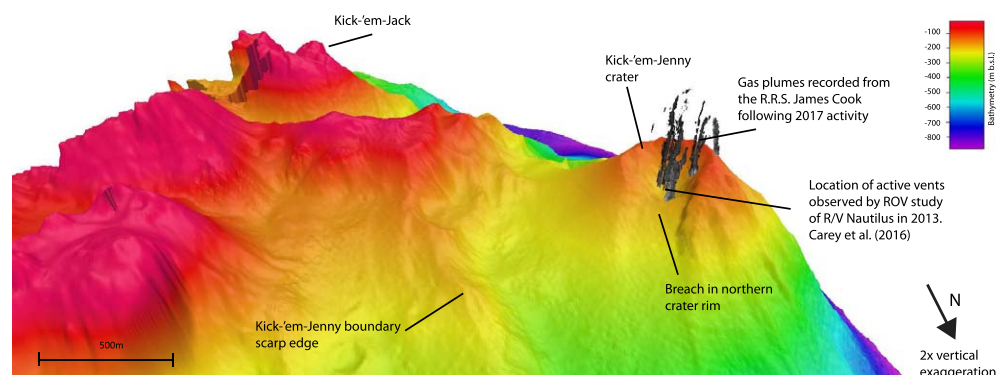 Kick-’em-Jack
Kick-’em-Jenny
crater
Gas plumes recorded from
the R.R.S. James Cook
following 2017 activity
-100
-200
-300
-400
-500
-600
-700
-800
Bathymetry (m b.s.l.)
Location of active vents
observed by ROV study
of R/V Nautilus in 2013.
Carey et al. (2016)
Breach in northern
crater rim
Kick-’em-Jenny boundary
scarp edge
500m
N
2x vertical
exaggeration